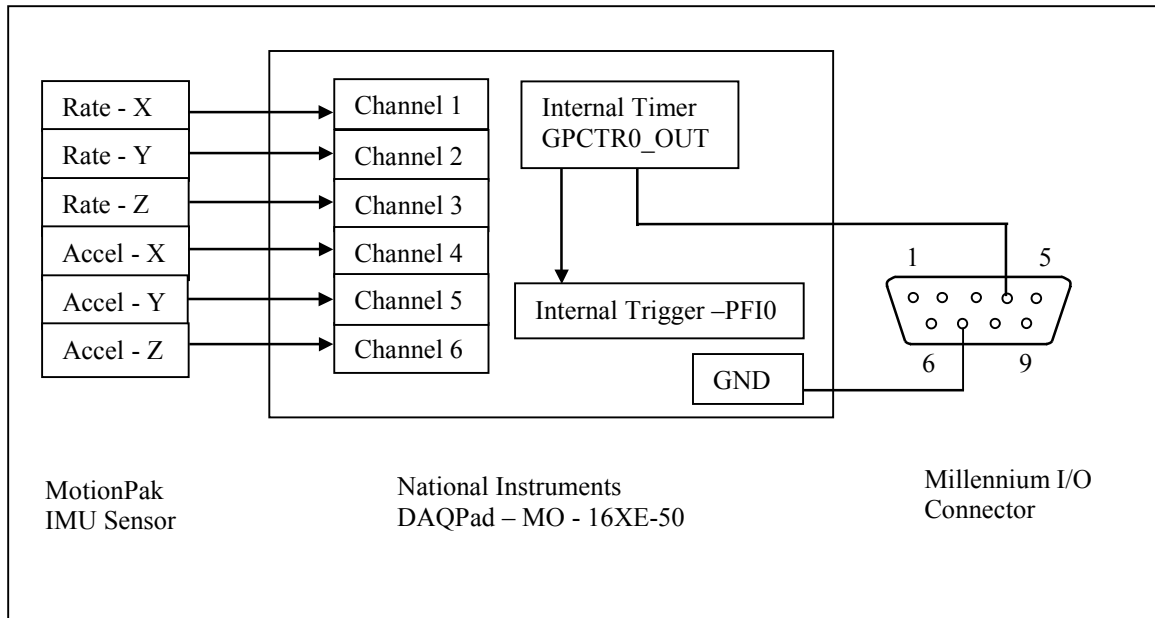 Rate - X
Rate - Y
Rate - Z
Accel - X
Accel - Y
Accel - Z
Channel 1
Channel 2
Channel 3
Channel 4
Channel 5
Channel 6
Internal Timer
GPCTR0_OUT
Internal Trigger –PFI0
GND
1
5
6
9
MotionPak
IMU Sensor
National Instruments
DAQPad – MO - 16XE-50
Millennium I/O
Connector